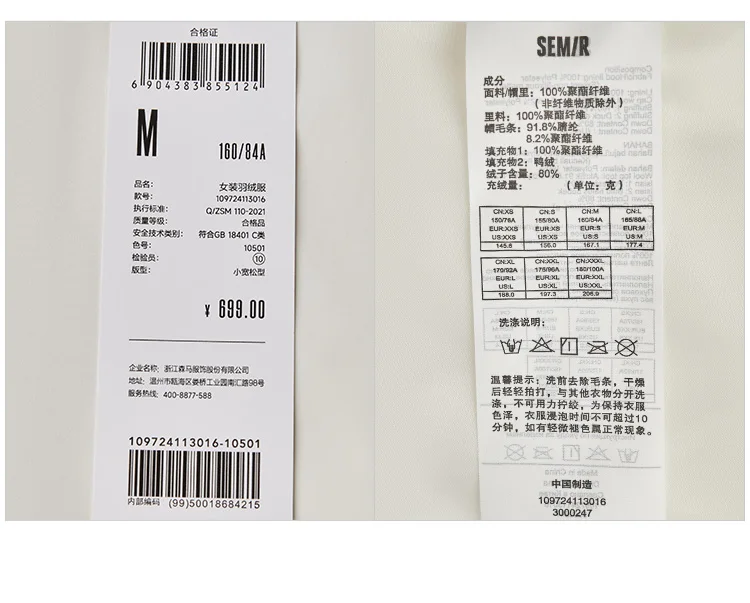 合格证
6 904383 855124
M
160/84A
品名： 女装羽绒服
款号： 109724113016
执行标准： Q/ZSM 110-2021
质量等级： 合格品
安全技术类别： 符合GB 18401 C类
色号： 10501
检验员： 10
版型： 小宽松型
¥ 699.00
企业名称：浙江森马服饰股份有限公司
地址：温州市瓯海区娄桥工业园南汇路98号
服务热线：400-8877-588
109724113016-10501
内部编码 (99)50018684215
SEM/R
成分
面料/帽里：100%聚酯纤维
（非纤维物质除外）
里料：100%聚酯纤维
帽毛条：91.8%腈纶
8.2%聚酯纤维
填充物1：100%聚酯纤维
填充物2：鸭绒
绒子含量：80%
充绒量： （单位：克）
CN:XS CN:S CN:M CN:L
150/76A 155/80A 160/84A 165/88A
EUR:XXS EUR:XS EUR:S EUR:M
US:XXS US:XS US:S US:M
145.6 156.0 167.1 177.4
CN:XL CN:XXL CN:XXXL
170/92A 175/96A 180/100A
EUR:L EUR:XL EUR:XXL
US:L US:XL US:XXL
188.0 197.3 206.9
洗涤说明：
温馨提示：洗前去除毛条，干燥
后轻轻拍打，与其他衣物分开洗
涤，不可用力拧绞，为保持衣服
色泽，衣服浸泡时间不可超过10
分钟，如有轻微褪色属正常现象。
中国制造
109724113016
3000247